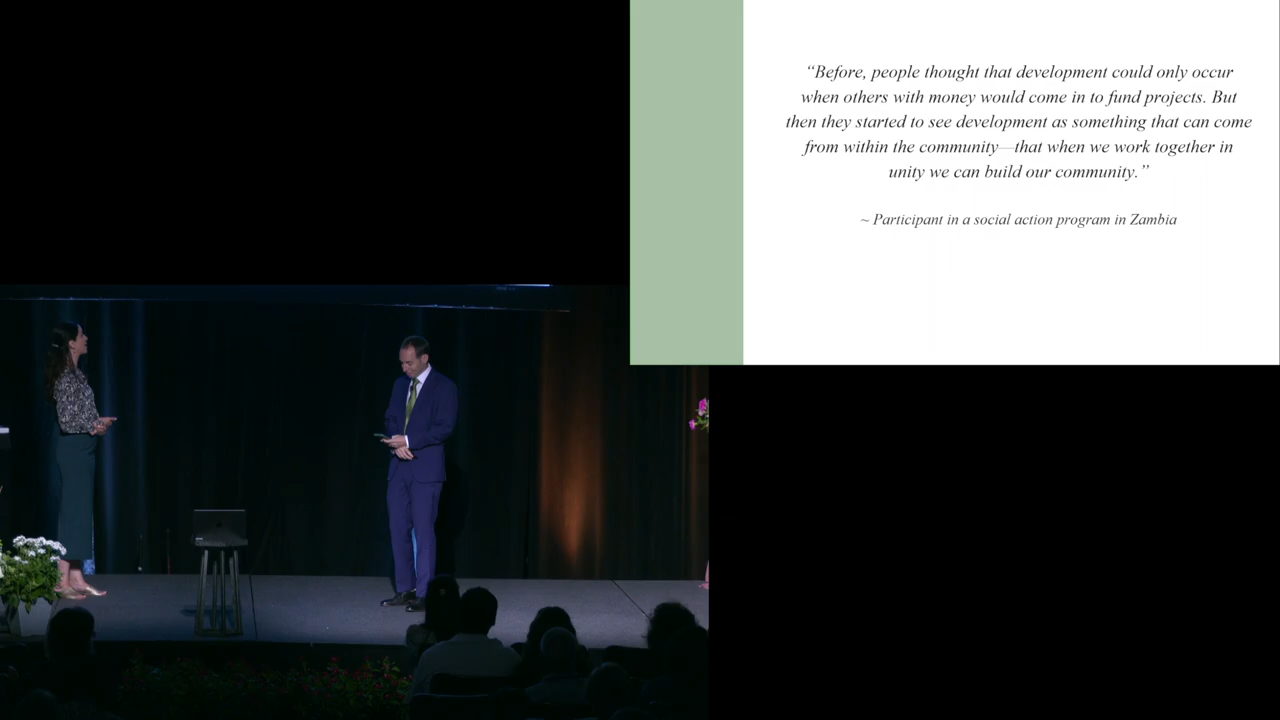 “Before, people thought that development could only occur
when others with money would come in to fund projects. But
then they started to see development as something that can come
from within the community—that when we work together in
unity we can build our community.”
~ Participant in a social action program in Zambia